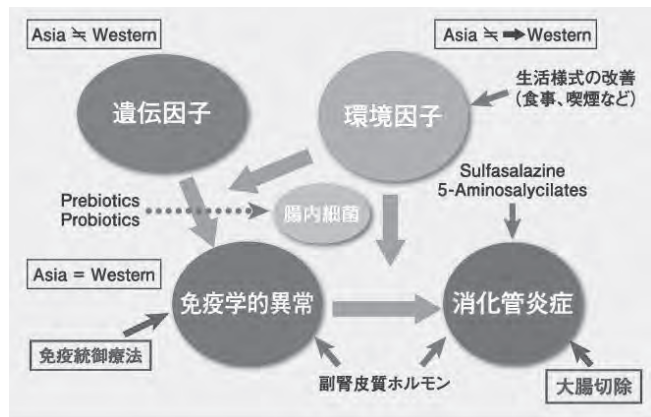 Asia ≒ Western
Asia ≒ ➡ Western
遺伝因子
環境因子
生活様式の改善
(食事、喫煙など)
Sulfasalazine
5-Aminosalycilates
Prebiotics
Probiotics
腸内細菌
Asia = Western
免疫学的異常
消化管炎症
免疫統御療法
副腎皮質ホルモン
大腸切除